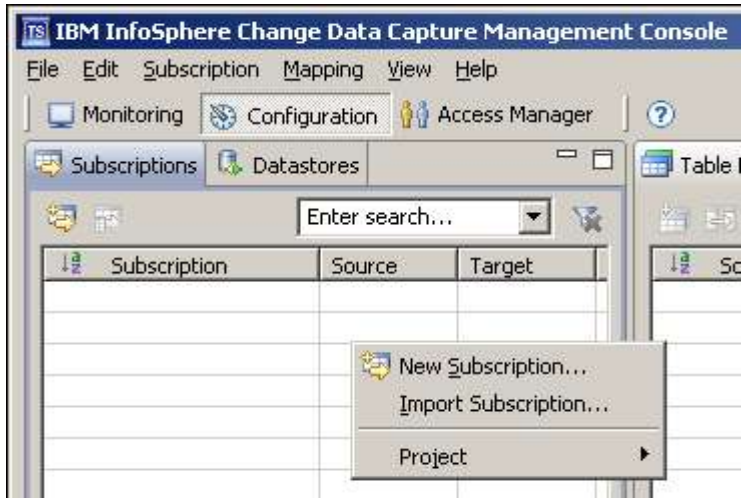 TS IBM InfoSphere Change Data Capture Management Console
File Edit Subscription Mapping View Help
Monitoring Configuration Access Manager ?
Subscriptions Datastores Table
Enter search...
Subscription Source Target
New Subscription...
Import Subscription...
Project